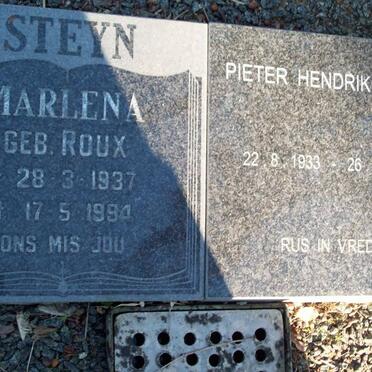 STEYN
MARLENA
GEB. ROUX
28-3-1937
17-5-1994
ONS MIS JOU
PIETER HENDRIK
22.8.1933 - 26
RUS IN VRED